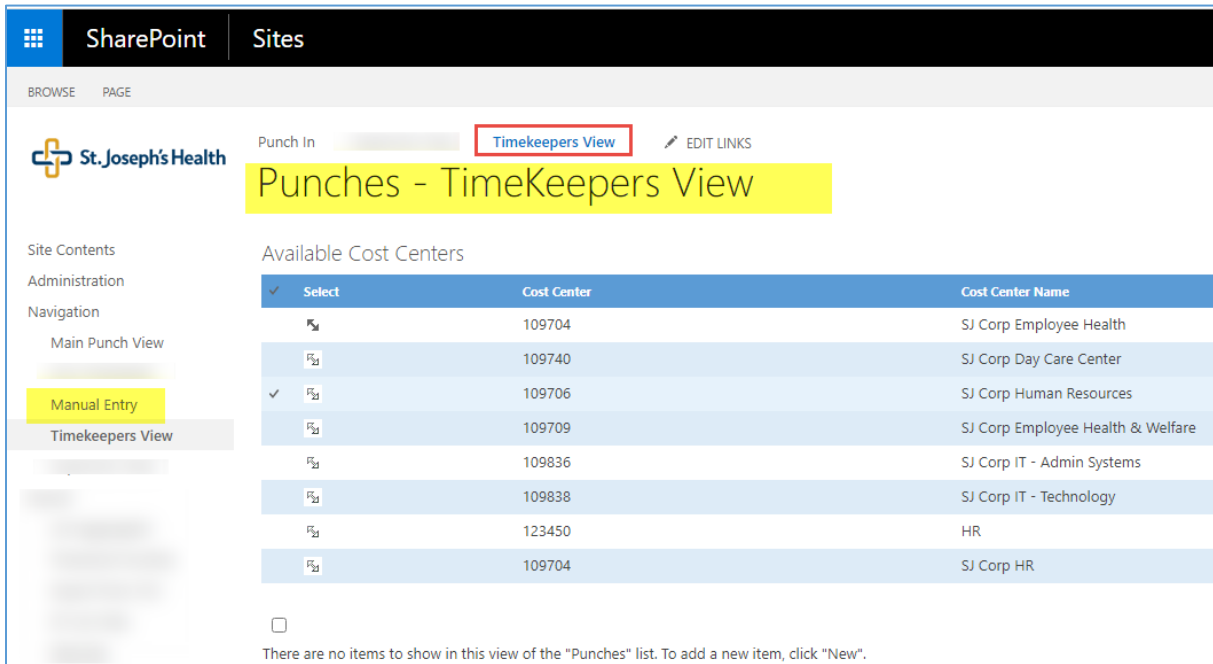 SharePoint Sites
BROWSE PAGE
St. Joseph's Health
Punch In Timekeepers View EDIT LINKS
Punches - TimeKeepers View
Site Contents
Administration
Navigation
Main Punch View
Manual Entry
Timekeepers View
Available Cost Centers
Select Cost Center Cost Center Name
109704 SJ Corp Employee Health
109740 SJ Corp Day Care Center
109706 SJ Corp Human Resources
109709 SJ Corp Employee Health & Welfare
109836 SJ Corp IT - Admin Systems
109838 SJ Corp IT - Technology
123450 HR
109704 SJ Corp HR
There are no items to show in this view of the "Punches" list. To add a new item, click "New".